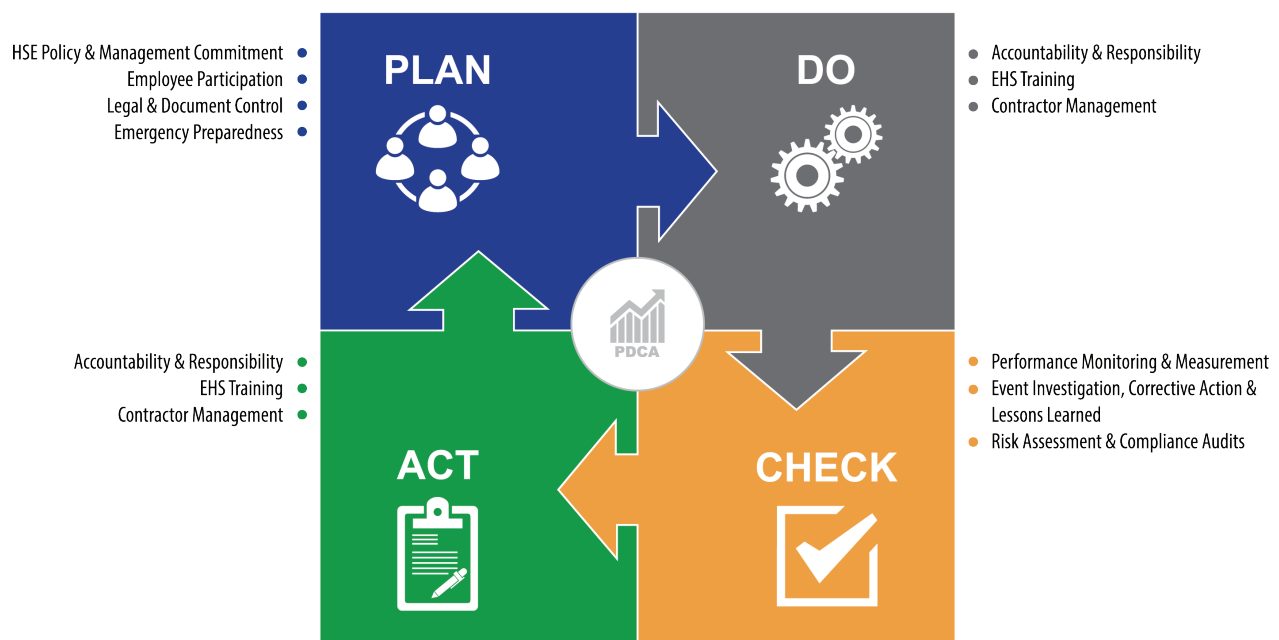 HSE Policy & Management Commitment
Employee Participation
Legal & Document Control
Emergency Preparedness
PLAN
DO
Accountability & Responsibility
EHS Training
Contractor Management
PDCA
Accountability & Responsibility
EHS Training
Contractor Management
ACT
CHECK
Performance Monitoring & Measurement
Event Investigation, Corrective Action &
Lessons Learned
Risk Assessment & Compliance Audits